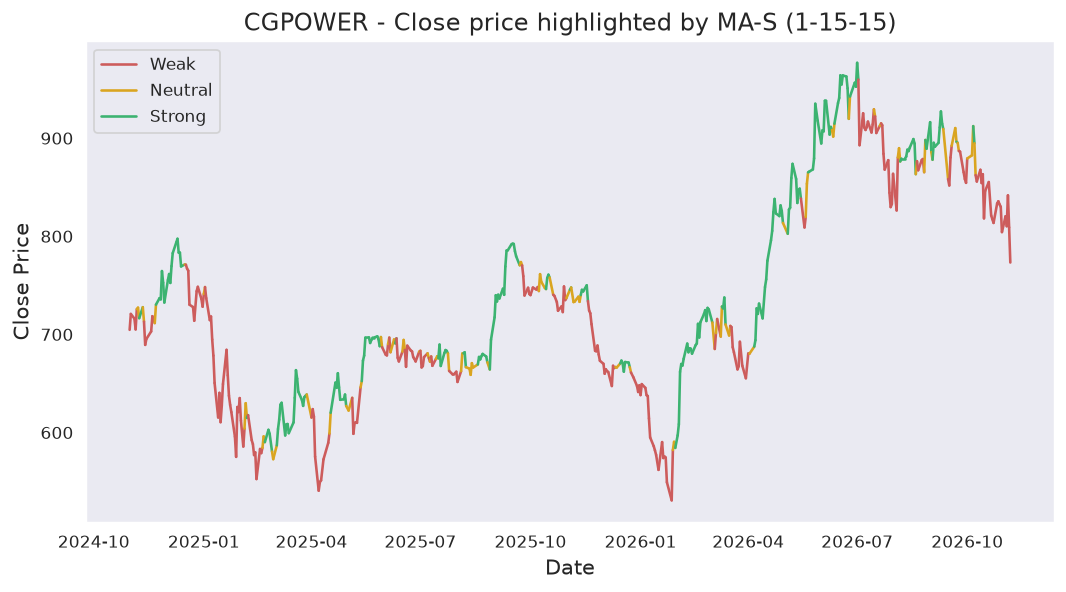 CGPOWER - Close price highlighted by MA-S (1-15-15)
Weak
Neutral
Strong
Close Price
900
800
700
600
2024-10 2025-01 2025-04 2025-07 2025-10 2026-01 2026-04 2026-07 2026-10
Date